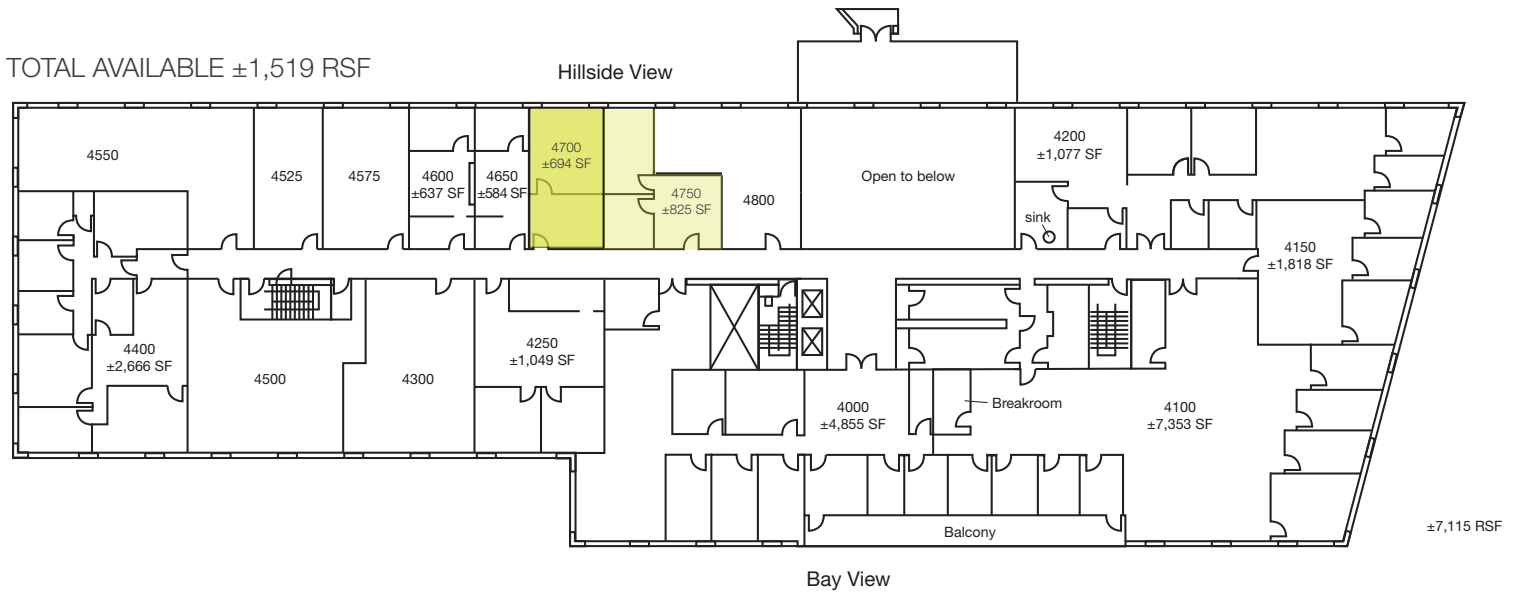 TOTAL AVAILABLE ±1,519 RSF
Hillside View
4550
4525
4575
4600
±637 SF
4650
±584 SF
4700
±694 SF
4750
±825 SF
4800
Open to below
4200
±1,077 SF
sink
4150
±1,818 SF
4400
±2,666 SF
4500
4300
4250
±1,049 SF
4000
±4,855 SF
Breakroom
4100
±7,353 SF
Balcony
±7,115 RSF
Bay View